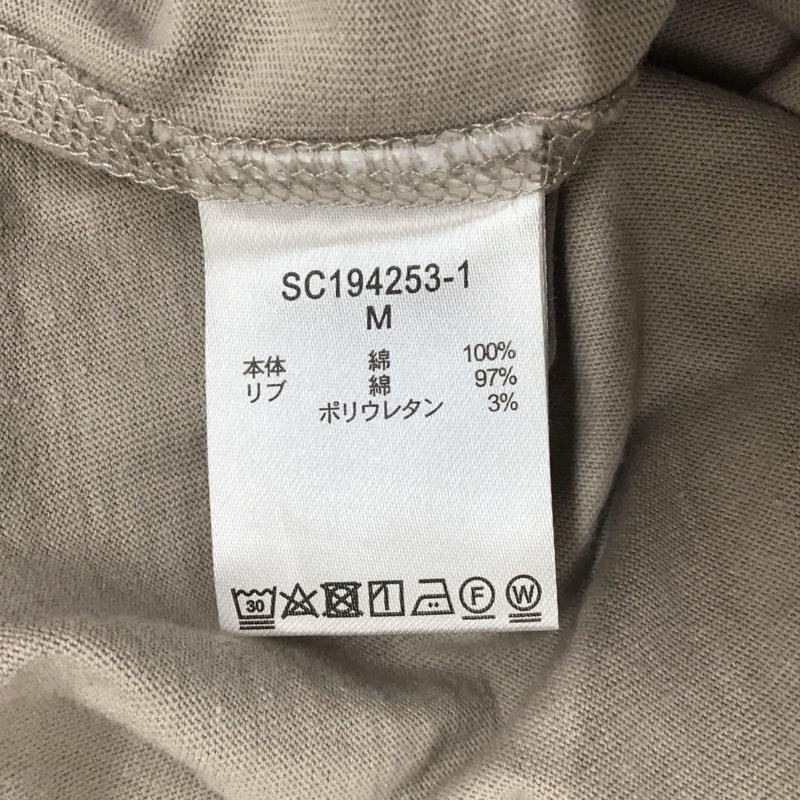 SC194253-1
M
本体 綿 100%
リブ 綿 97%
ポリウレタン 3%
30 F W